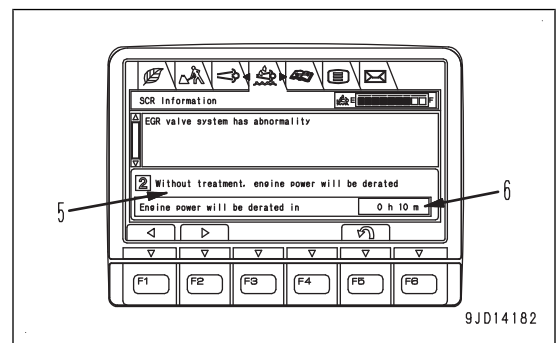 SCR Information
E F
EGR valve system has abnormality
2 Without treatment, engine power will be derated
Engine power will be derated in 0 h 10 m
5
6
F1 F2 F3 F4 F5 F6
9JD14182